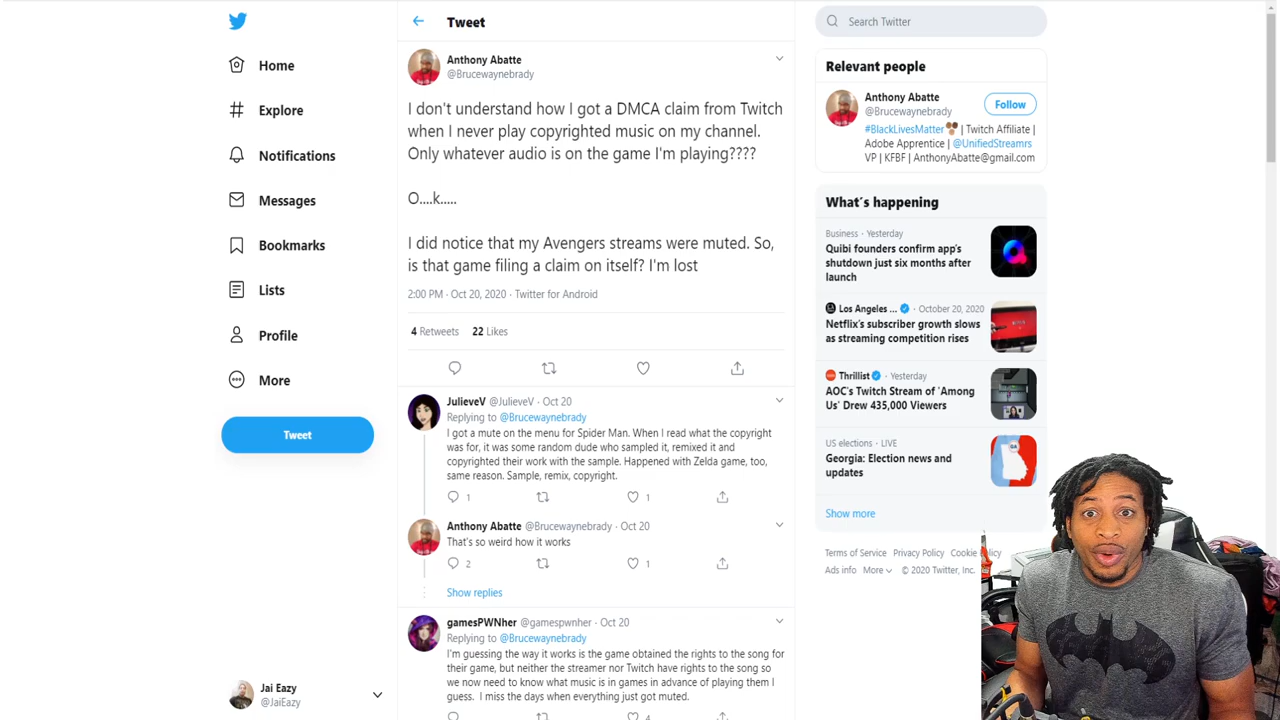 Tweet
Search Twitter
Home
Explore
Notifications
Messages
Bookmarks
Lists
Profile
More
Tweet
Jai Eazy
@JaiEazy
Anthony Abatte
@Brucewaynebrady
I don't understand how I got a DMCA claim from Twitch
when I never play copyrighted music on my channel.
Only whatever audio is on the game I'm playing????
O....k.....
I did notice that my Avengers streams were muted. So,
is that game filing a claim on itself? I'm lost
2:00 PM · Oct 20, 2020 · Twitter for Android
4 Retweets 22 Likes
JulieveV @JulieveV · Oct 20
Replying to @Brucewaynebrady
I got a mute on the menu for Spider Man. When I read what the copyright
was for, it was some random dude who sampled it, remixed it and
copyrighted their work with the sample. Happened with Zelda game, too,
same reason. Sample, remix, copyright.
1 1
Anthony Abatte @Brucewaynebrady · Oct 20
That's so weird how it works
2 1
Show replies
gamesPWNher @gamespwnher · Oct 20
Replying to @Brucewaynebrady
I'm guessing the way it works is the game obtained the rights to the song for
their game, but neither the streamer nor Twitch have rights to the song so
we now need to know what music is in games in advance of playing them I
guess. I miss the days when everything just got muted.
4
Relevant people
Anthony Abatte
@Brucewaynebrady
Follow
#BlackLivesMatter | Twitch Affiliate |
Adobe Apprentice | @UnifiedStreamrs
VP | KFBF | AnthonyAbatte@gmail.com
What's happening
Business · Yesterday
Quibi founders confirm app's
shutdown just six months after
launch
Los Angeles ... · October 20, 2020
Netflix's subscriber growth slows
as streaming competition rises
Thrillist · Yesterday
AOC's Twitch Stream of 'Among
Us' Drew 435,000 Viewers
US elections · LIVE
Georgia: Election news and
updates
Show more
Terms of Service Privacy Policy Cookie
Ads info More © 2020 Twitter, Inc.